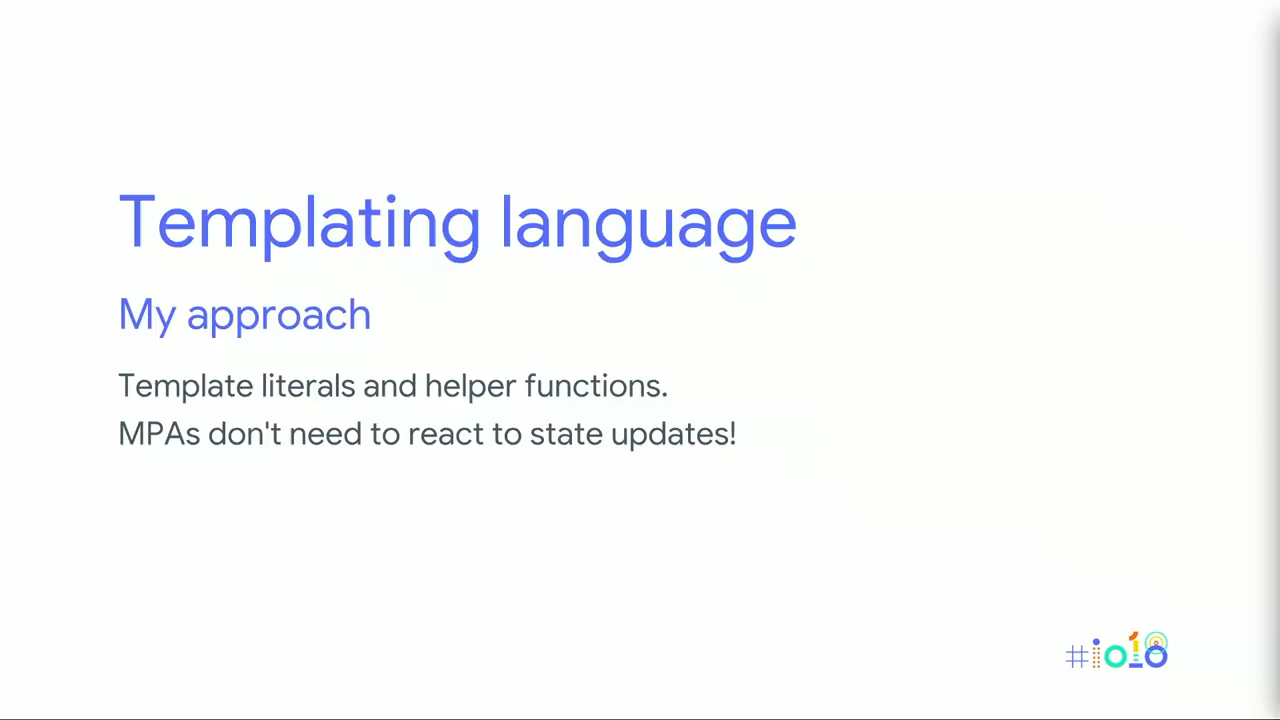 Templating language
My approach
Template literals and helper functions.
MPAs don't need to react to state updates!
#io18